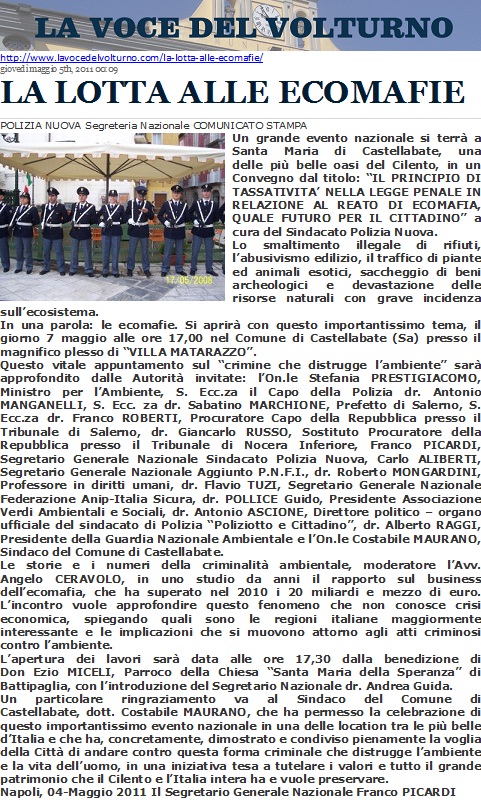 LA VOCE DEL VOLTURNO
http://www.lavocedelvolturno.com/la-lotta-alle-ecomafie/
giovedì maggio 5th, 2011 00:09
LA LOTTA ALLE ECOMAFIE
POLIZIA NUOVA Segreteria Nazionale COMUNICATO STAMPA
Un grande evento nazionale si terrà a
Santa Maria di Castellabate, una
delle più belle oasi del Cilento, in un
Convegno dal titolo: “IL PRINCIPIO DI
TASSATIVITA’ NELLA LEGGE PENALE IN
RELAZIONE AL REATO DI ECOMAFIA,
QUALE FUTURO PER IL CITTADINO” a
cura del Sindacato Polizia Nuova.
Lo smaltimento illegale di rifiuti,
l’abusivismo edilizio, il traffico di piante
ed animali esotici, saccheggio di beni
archeologici e devastazione delle
risorse naturali con grave incidenza
17/05/2008
sull’ecosistema.
In una parola: le ecomafie. Si aprirà con questo importantissimo tema, il
giorno 7 maggio alle ore 17,00 nel Comune di Castellabate (Sa) presso il
magnifico plesso di “VILLA MATARAZZO”.
Questo vitale appuntamento sul “crimine che distrugge l’ambiente” sarà
approfondito dalle Autorità invitate: l’On.le Stefania PRESTIGIACOMO,
Ministro per l’Ambiente, S. Ecc.za il Capo della Polizia dr. Antonio
MANGANELLI, S. Ecc. za dr. Sabatino MARCHIONE, Prefetto di Salerno, S.
Ecc.za dr. Franco ROBERTI, Procuratore Capo della Repubblica presso il
Tribunale di Salerno, dr. Giancarlo RUSSO, Sostituto Procuratore della
Repubblica presso il Tribunale di Nocera Inferiore, Franco PICARDI,
Segretario Generale Nazionale Sindacato Polizia Nuova, Carlo ALIBERTI,
Segretario Generale Nazionale Aggiunto P.N.F.I., dr. Roberto MONGARDINI,
Professore in diritti umani, dr. Flavio TUZI, Segretario Generale Nazionale
Federazione Anip-Italia Sicura, dr. POLLICE Guido, Presidente Associazione
Verdi Ambientali e Sociali, dr. Antonio ASCIONE, Direttore politico – organo
ufficiale del sindacato di Polizia “Poliziotto e Cittadino”, dr. Alberto RAGGI,
Presidente della Guardia Nazionale Ambientale e l’On.le Costabile MAURANO,
Sindaco del Comune di Castellabate.
Le storie e i numeri della criminalità ambientale, moderatore l’Avv.
Angelo CERAVOLO, in uno studio da anni il rapporto sul business
dell’ecomafia, che ha superato nel 2010 i 20 miliardi e mezzo di euro.
L’incontro vuole approfondire questo fenomeno che non conosce crisi
economica, spiegando quali sono le regioni italiane maggiormente
interessante e le implicazioni che si muovono attorno agli atti criminosi
contro l’ambiente.
L’apertura dei lavori sarà data alle ore 17,30 dalla benedizione di
Don Ezio MICELI, Parroco della Chiesa “Santa Maria della Speranza” di
Battipaglia, con l’introduzione del Segretario Nazionale dr. Andrea Guida.
Un particolare ringraziamento va al Sindaco del Comune di
Castellabate, dott. Costabile MAURANO, che ha permesso la celebrazione di
questo importantissimo evento nazionale in una delle location tra le più belle
d’Italia e che ha, concretamente, dimostrato e condiviso pienamente la voglia
della Città di andare contro questa forma criminale che distrugge l’ambiente
e la vita dell’uomo, in una iniziativa tesa a tutelare i valori e tutto il grande
patrimonio che il Cilento e l’Italia intera ha e vuole preservare.
Napoli, 04-Maggio 2011 Il Segretario Generale Nazionale Franco PICARDI